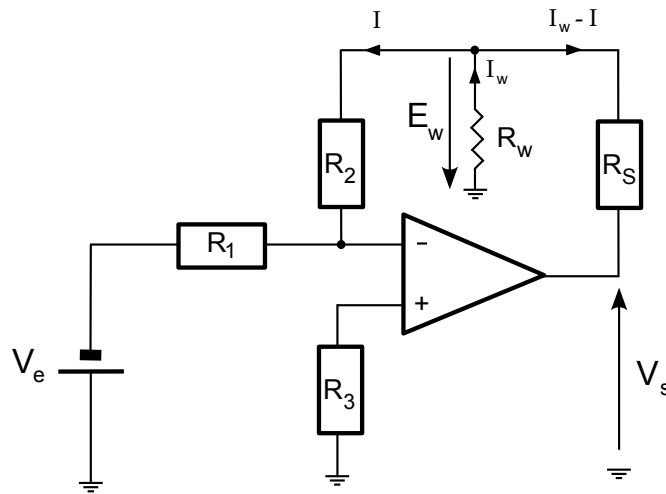 I
I_w - I
I_w
E_w
R_w
R_2
R_S
R_1
-
+
V_e
R_3
V_s